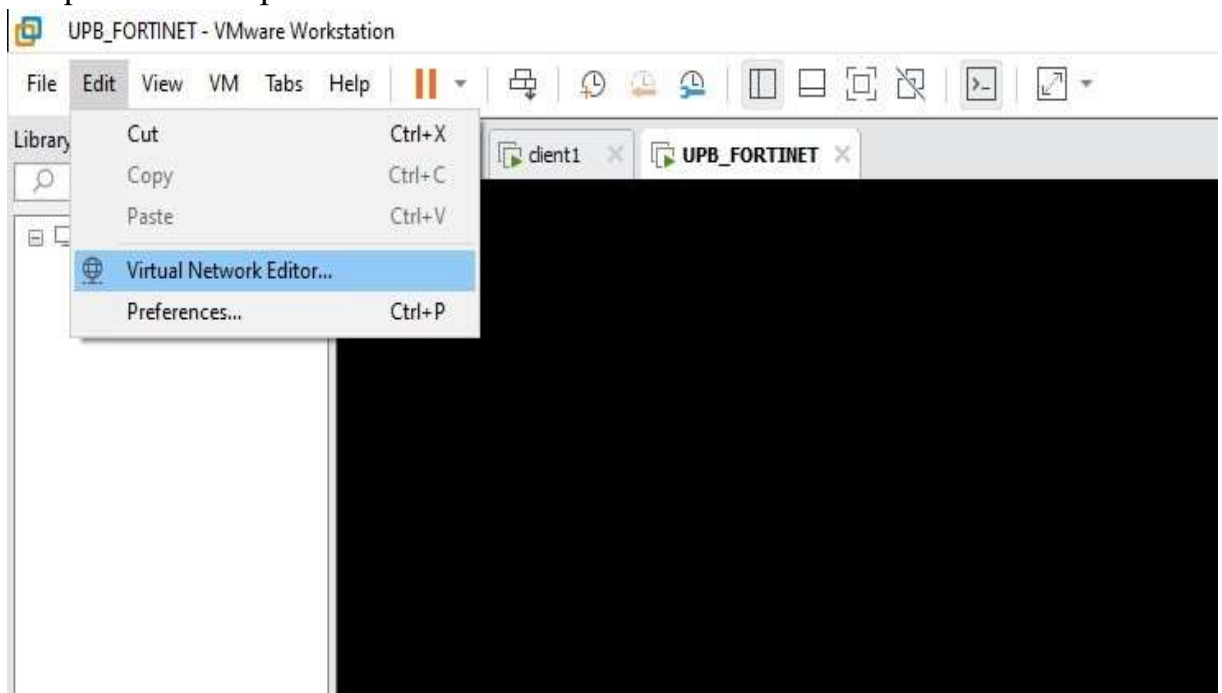 UPB_FORTINET - VMware Workstation
File Edit View VM Tabs Help
Library
Cut Ctrl+X
client1
UPB_FORTINET
Copy Ctrl+C
Paste Ctrl+V
Virtual Network Editor...
Preferences... Ctrl+P